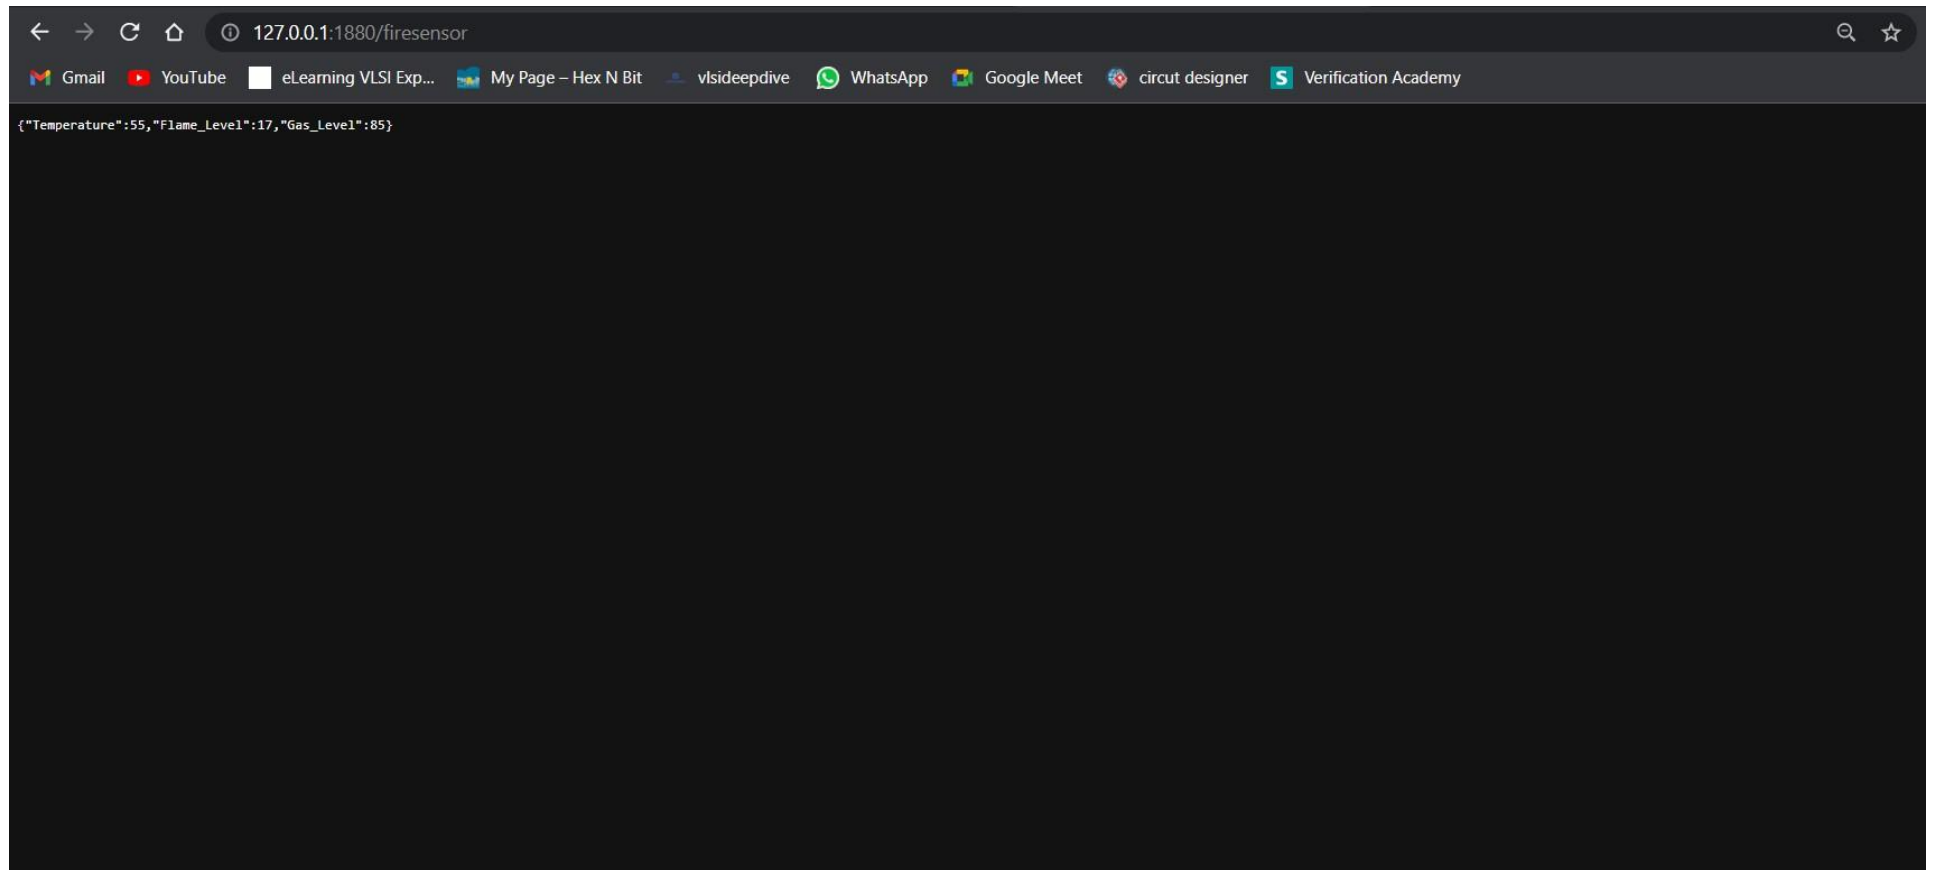 127.0.0.1:1880/firesensor
Gmail YouTube eLearning VLSI Exp... My Page – Hex N Bit vlsideepdive WhatsApp Google Meet circut designer S Verification Academy
{"Temperature":55,"Flame_Level":17,"Gas_Level":85}